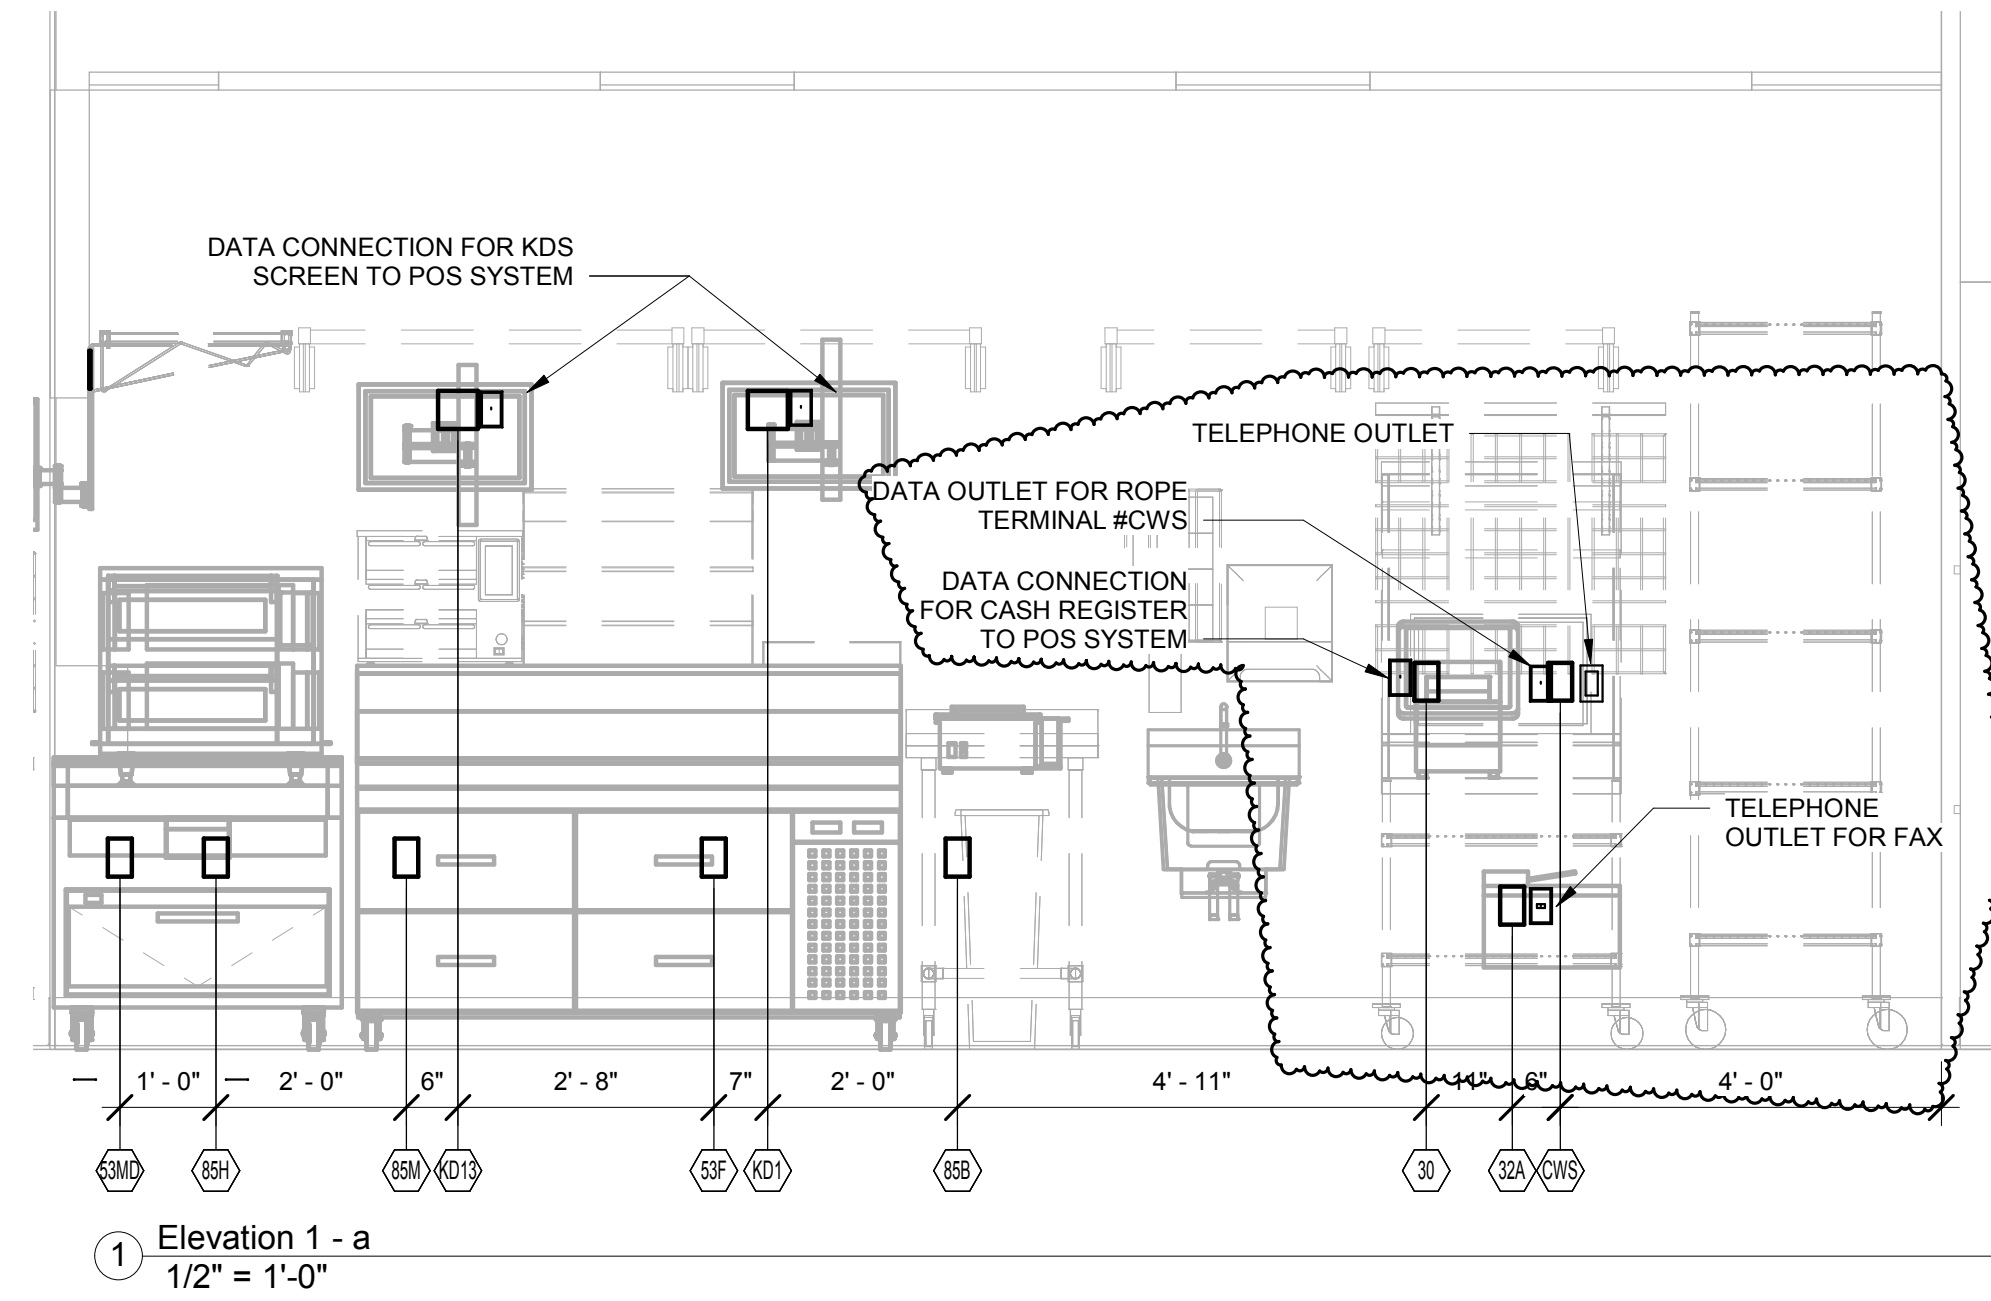 DATA CONNECTION FOR KDS
SCREEN TO POS SYSTEM
TELEPHONE OUTLET
DATA OUTLET FOR ROPE
TERMINAL #CWS
DATA CONNECTION
FOR CASH REGISTER
TO POS SYSTEM
TELEPHONE
OUTLET FOR FAX
1' - 0" 2' - 0" 6" 2' - 8" 7" 2' - 0" 4' - 11" 11" 6" 4' - 0"
53MD 85H 85M KD13 53F KD1 85B 30 32A CWS
1 Elevation 1 - a
1/2" = 1'-0"